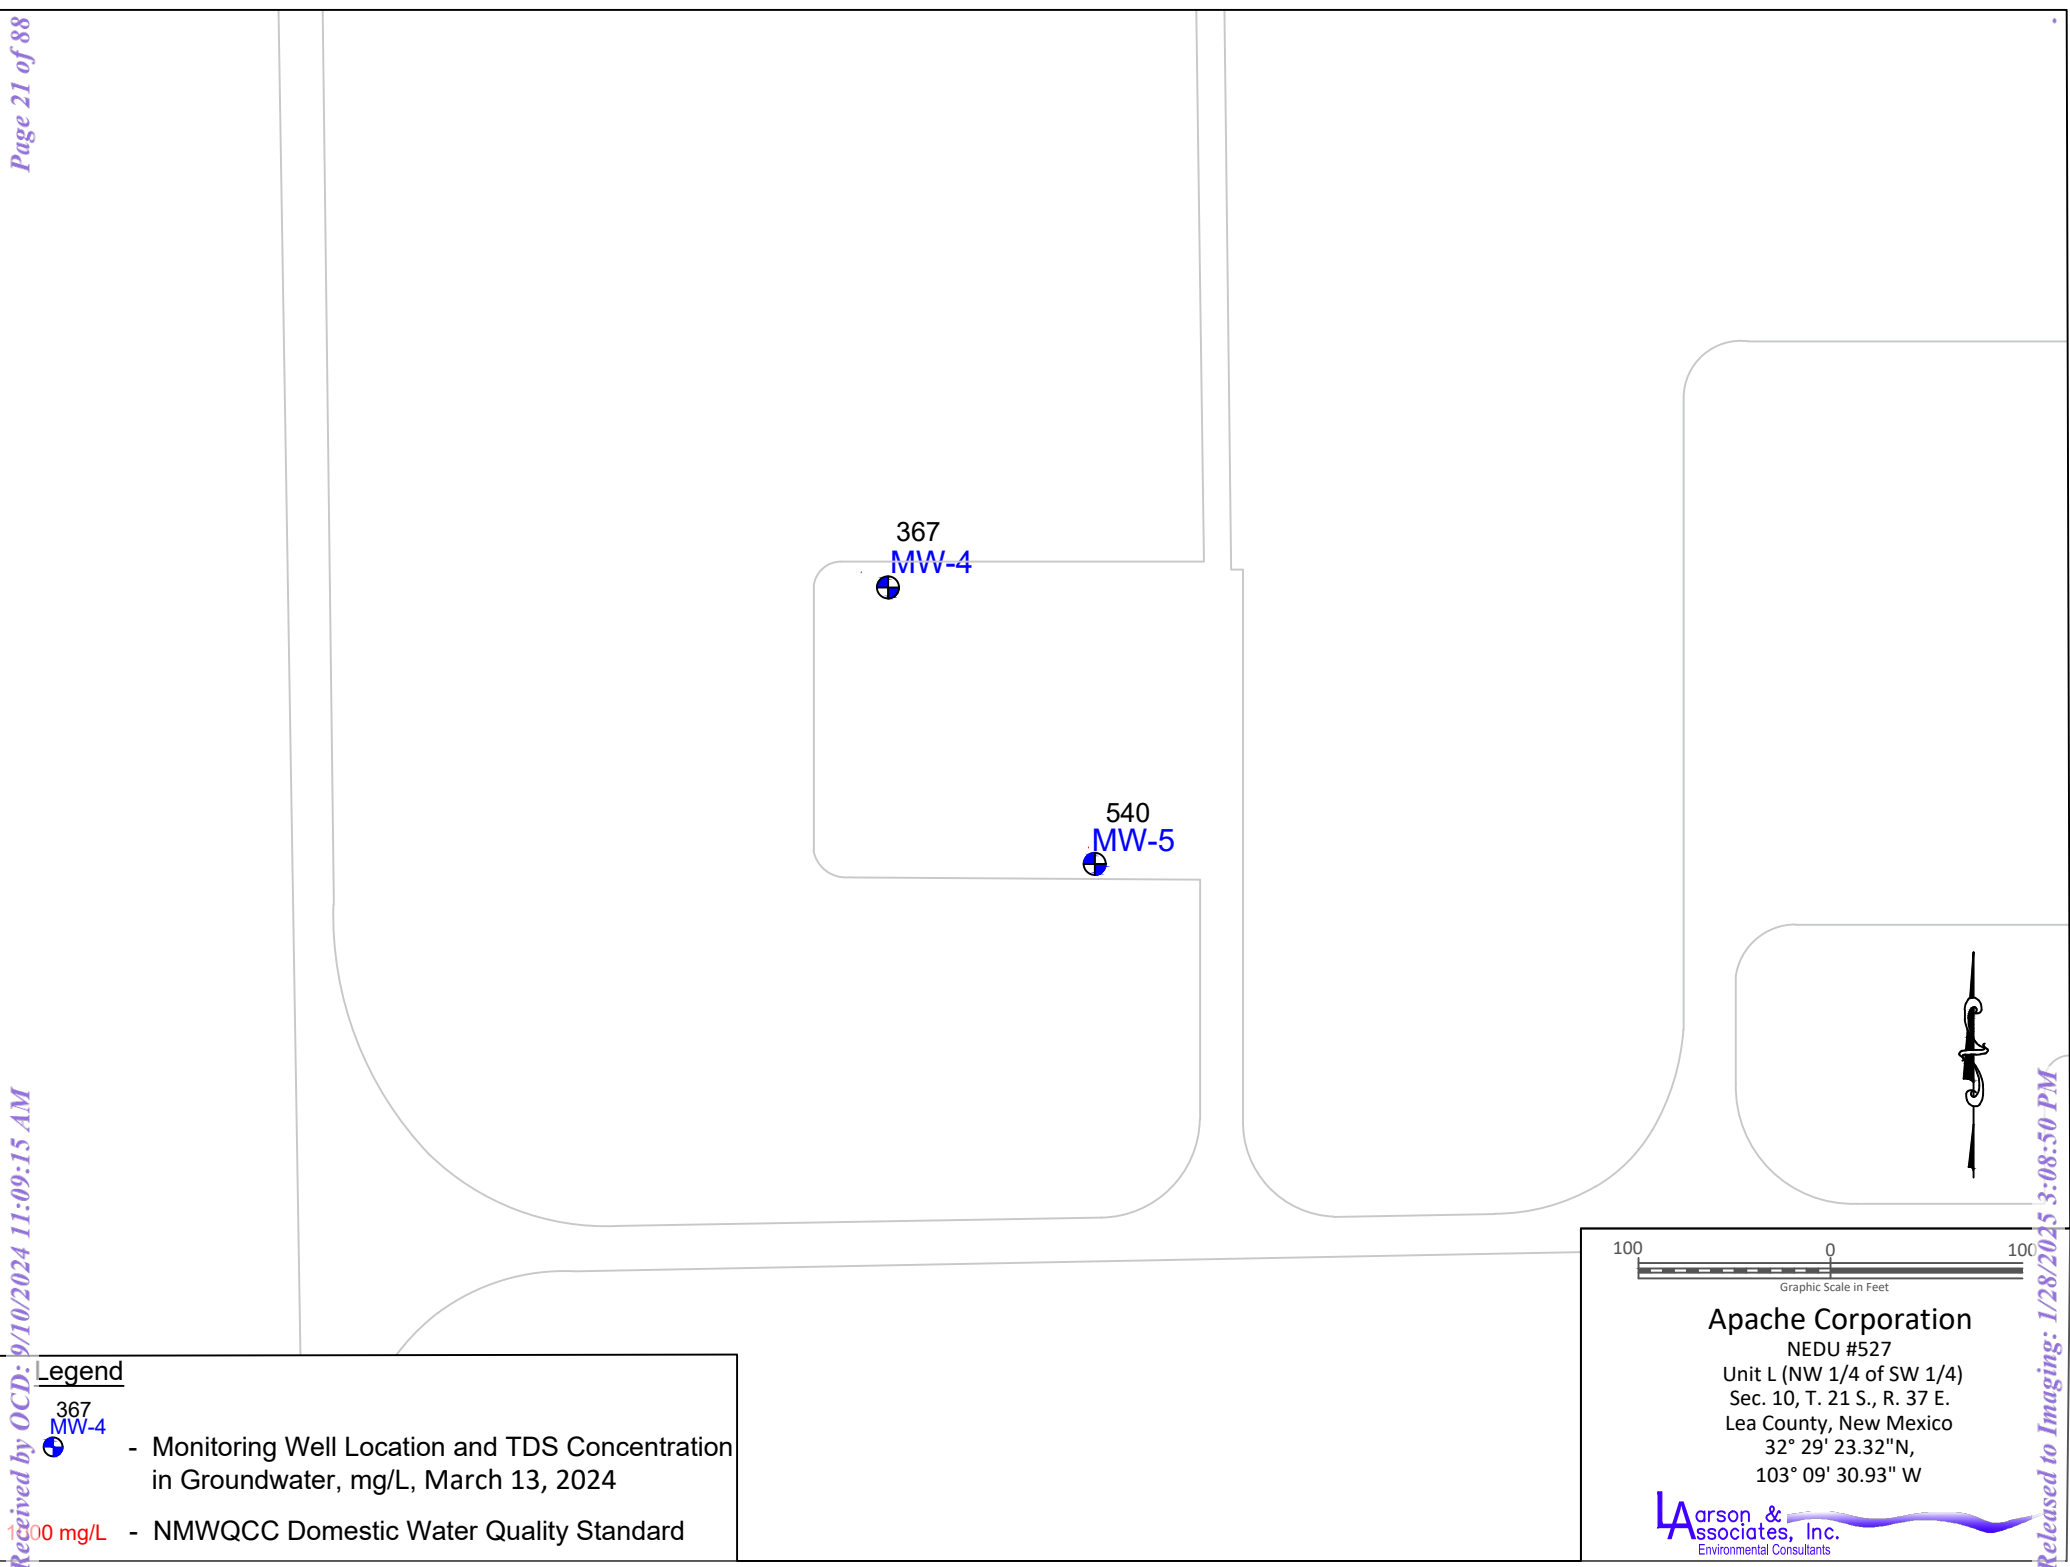 Page 21 of 88
Received by OCD: 9/10/2024 11:09:15 AM
Released to Imaging: 1/28/2025 3:08:50 PM
367
MW-4
540
MW-5
Legend
367
MW-4
- Monitoring Well Location and TDS Concentration
in Groundwater, mg/L, March 13, 2024
1000 mg/L - NMWQCC Domestic Water Quality Standard
100 0 100
Graphic Scale in Feet
Apache Corporation
NEDU #527
Unit L (NW 1/4 of SW 1/4)
Sec. 10, T. 21 S., R. 37 E.
Lea County, New Mexico
32° 29' 23.32"N,
103° 09' 30.93" W
Larson &
Associates, Inc.
Environmental Consultants